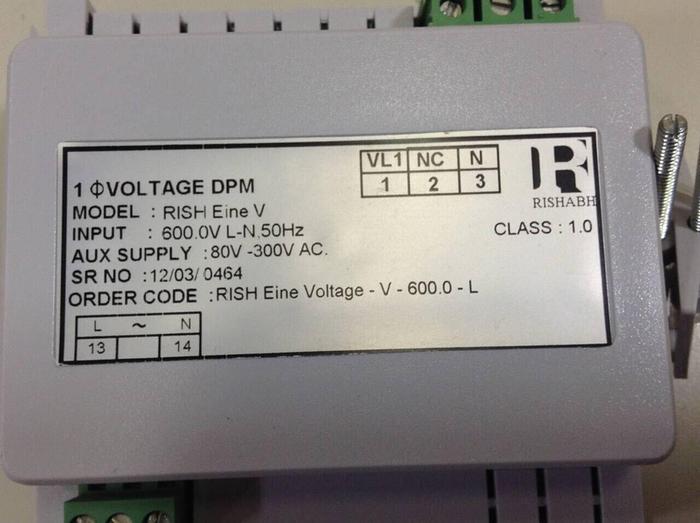 VL1 NC N
1 2 3
R
RISHABH
1 ΦVOLTAGE DPM
MODEL : RISH Eine V
INPUT : 600.0V L-N,50Hz
CLASS : 1.0
AUX SUPPLY : 80V -300V AC.
SR NO : 12/03/ 0464
ORDER CODE : RISH Eine Voltage - V - 600.0 - L
L ~ N
13 14